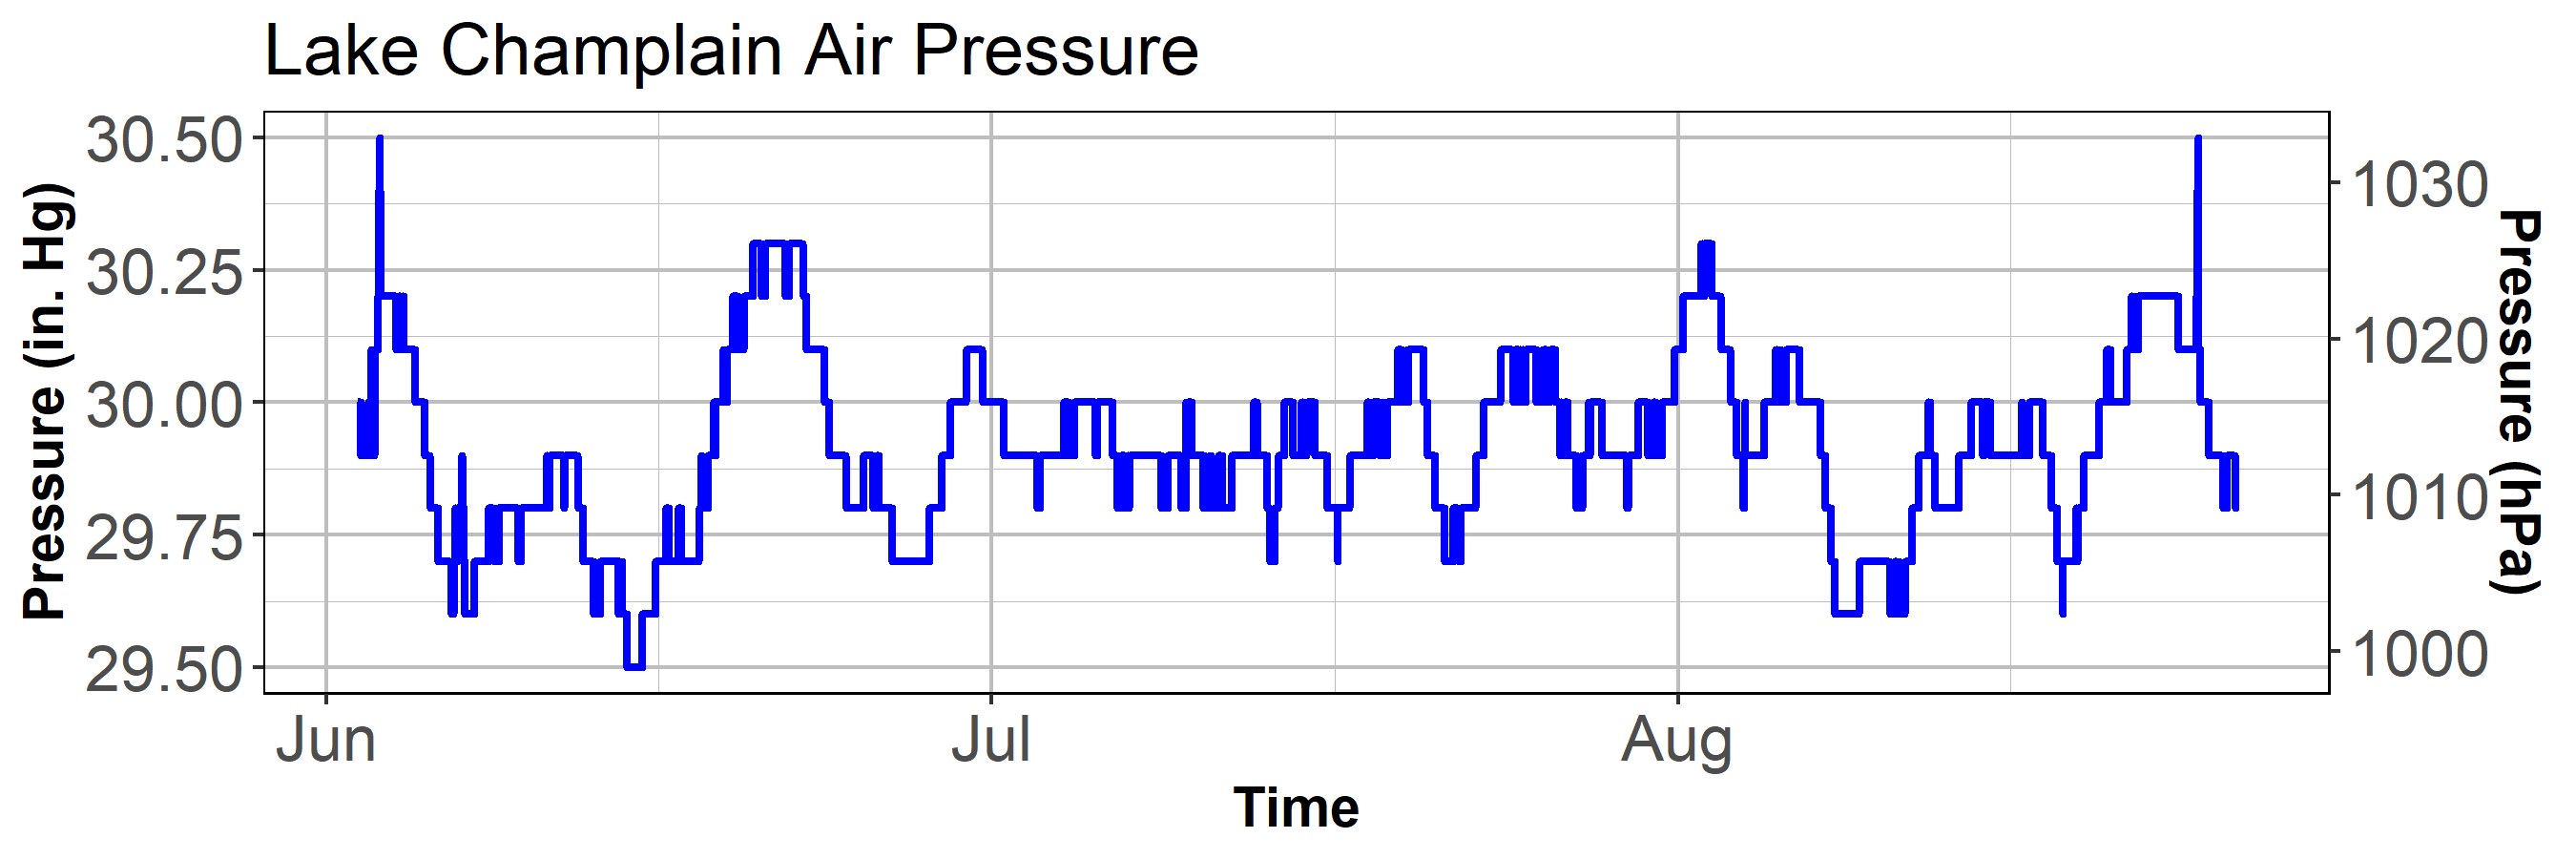 Lake Champlain Air Pressure
Pressure (in. Hg)
30.50
30.25
30.00
29.75
29.50
1030
1020
1010
1000
Pressure (hPa)
Jun
Jul
Aug
Time